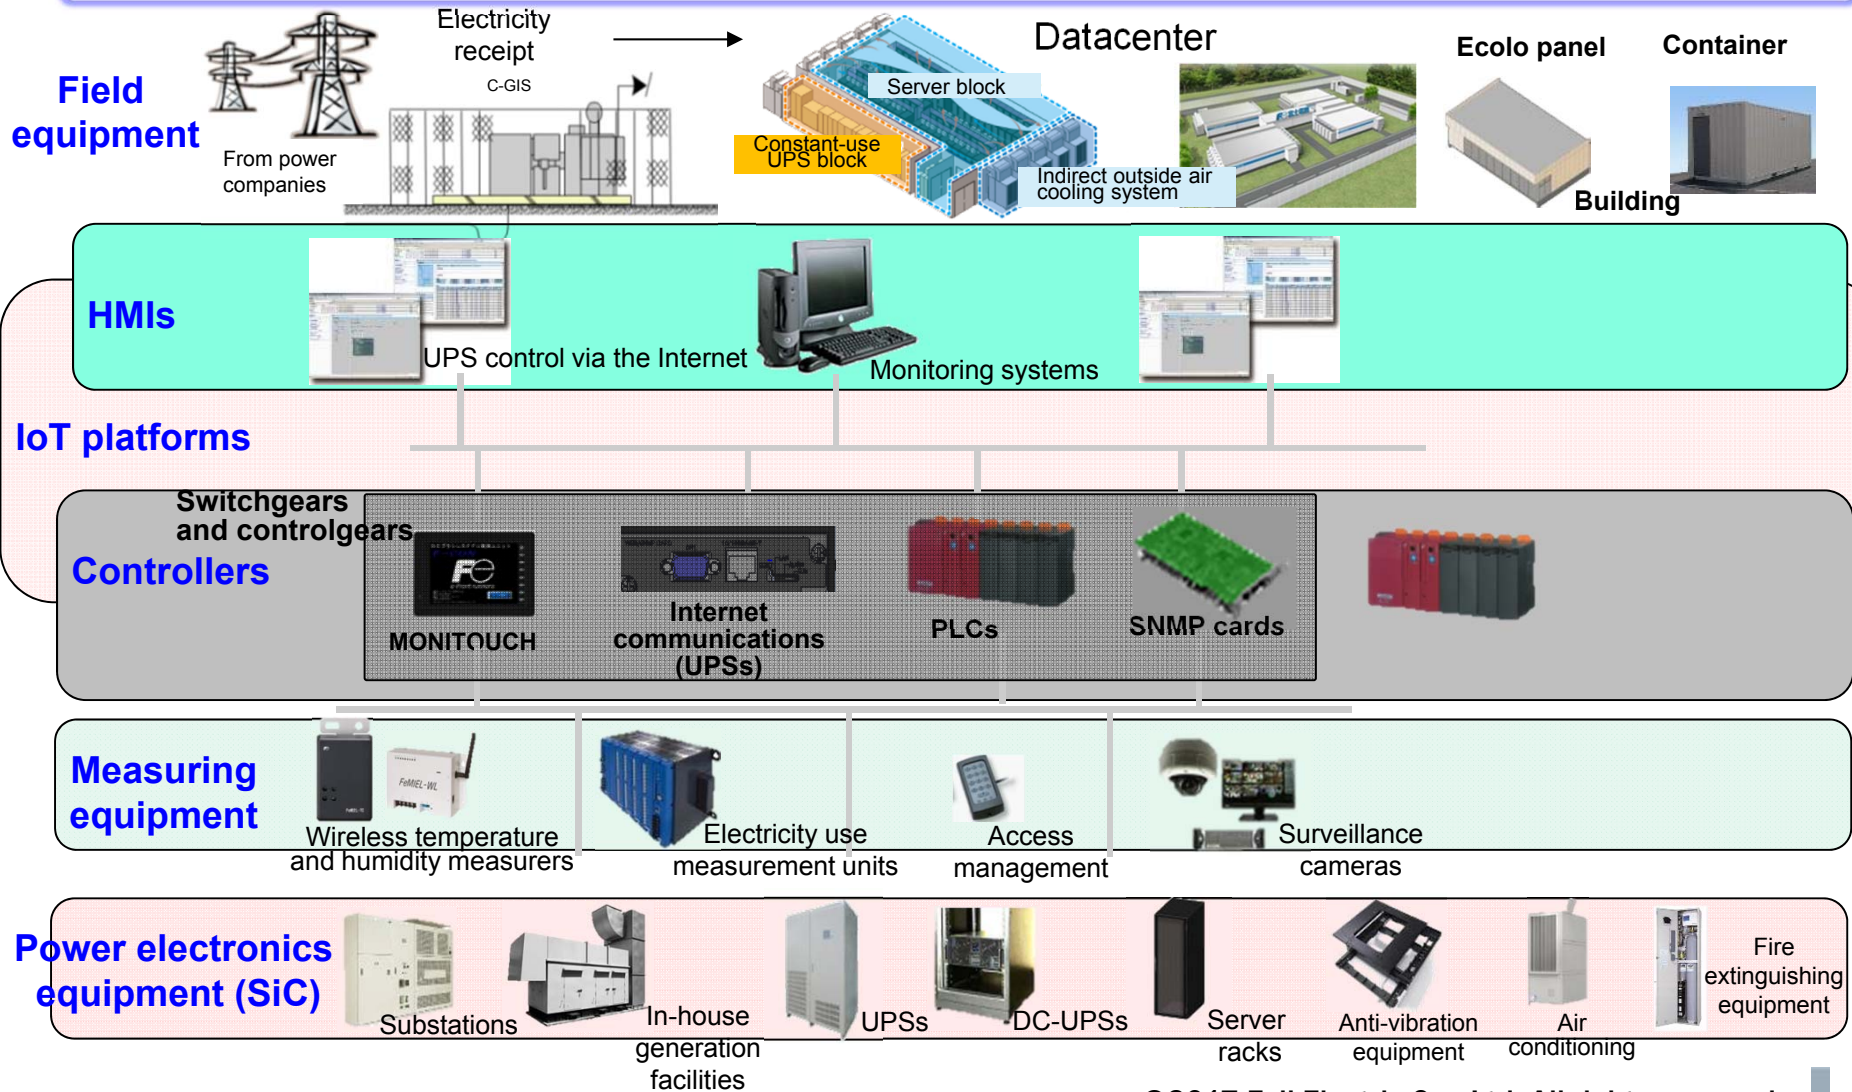 Electricity
receipt
C-GIS
Datacenter
Ecolo panel
Container
Field
equipment
From power
companies
Server block
Constant-use
UPS block
Indirect outside air
cooling system
Building
HMIs
UPS control via the Internet
Monitoring systems
IoT platforms
Switchgears
and controlgears
Controllers
MONITOUCH
Internet
communications
(UPSs)
PLCs
SNMP cards
Measuring
equipment
FeMIEL-WL
Wireless temperature
and humidity measurers
Electricity use
measurement units
Access
management
Surveillance
cameras
Power electronics
equipment (SiC)
Substations
In-house
generation
facilities
UPSs
DC-UPSs
Server
racks
Anti-vibration
equipment
Air
conditioning
Fire
extinguishing
equipment